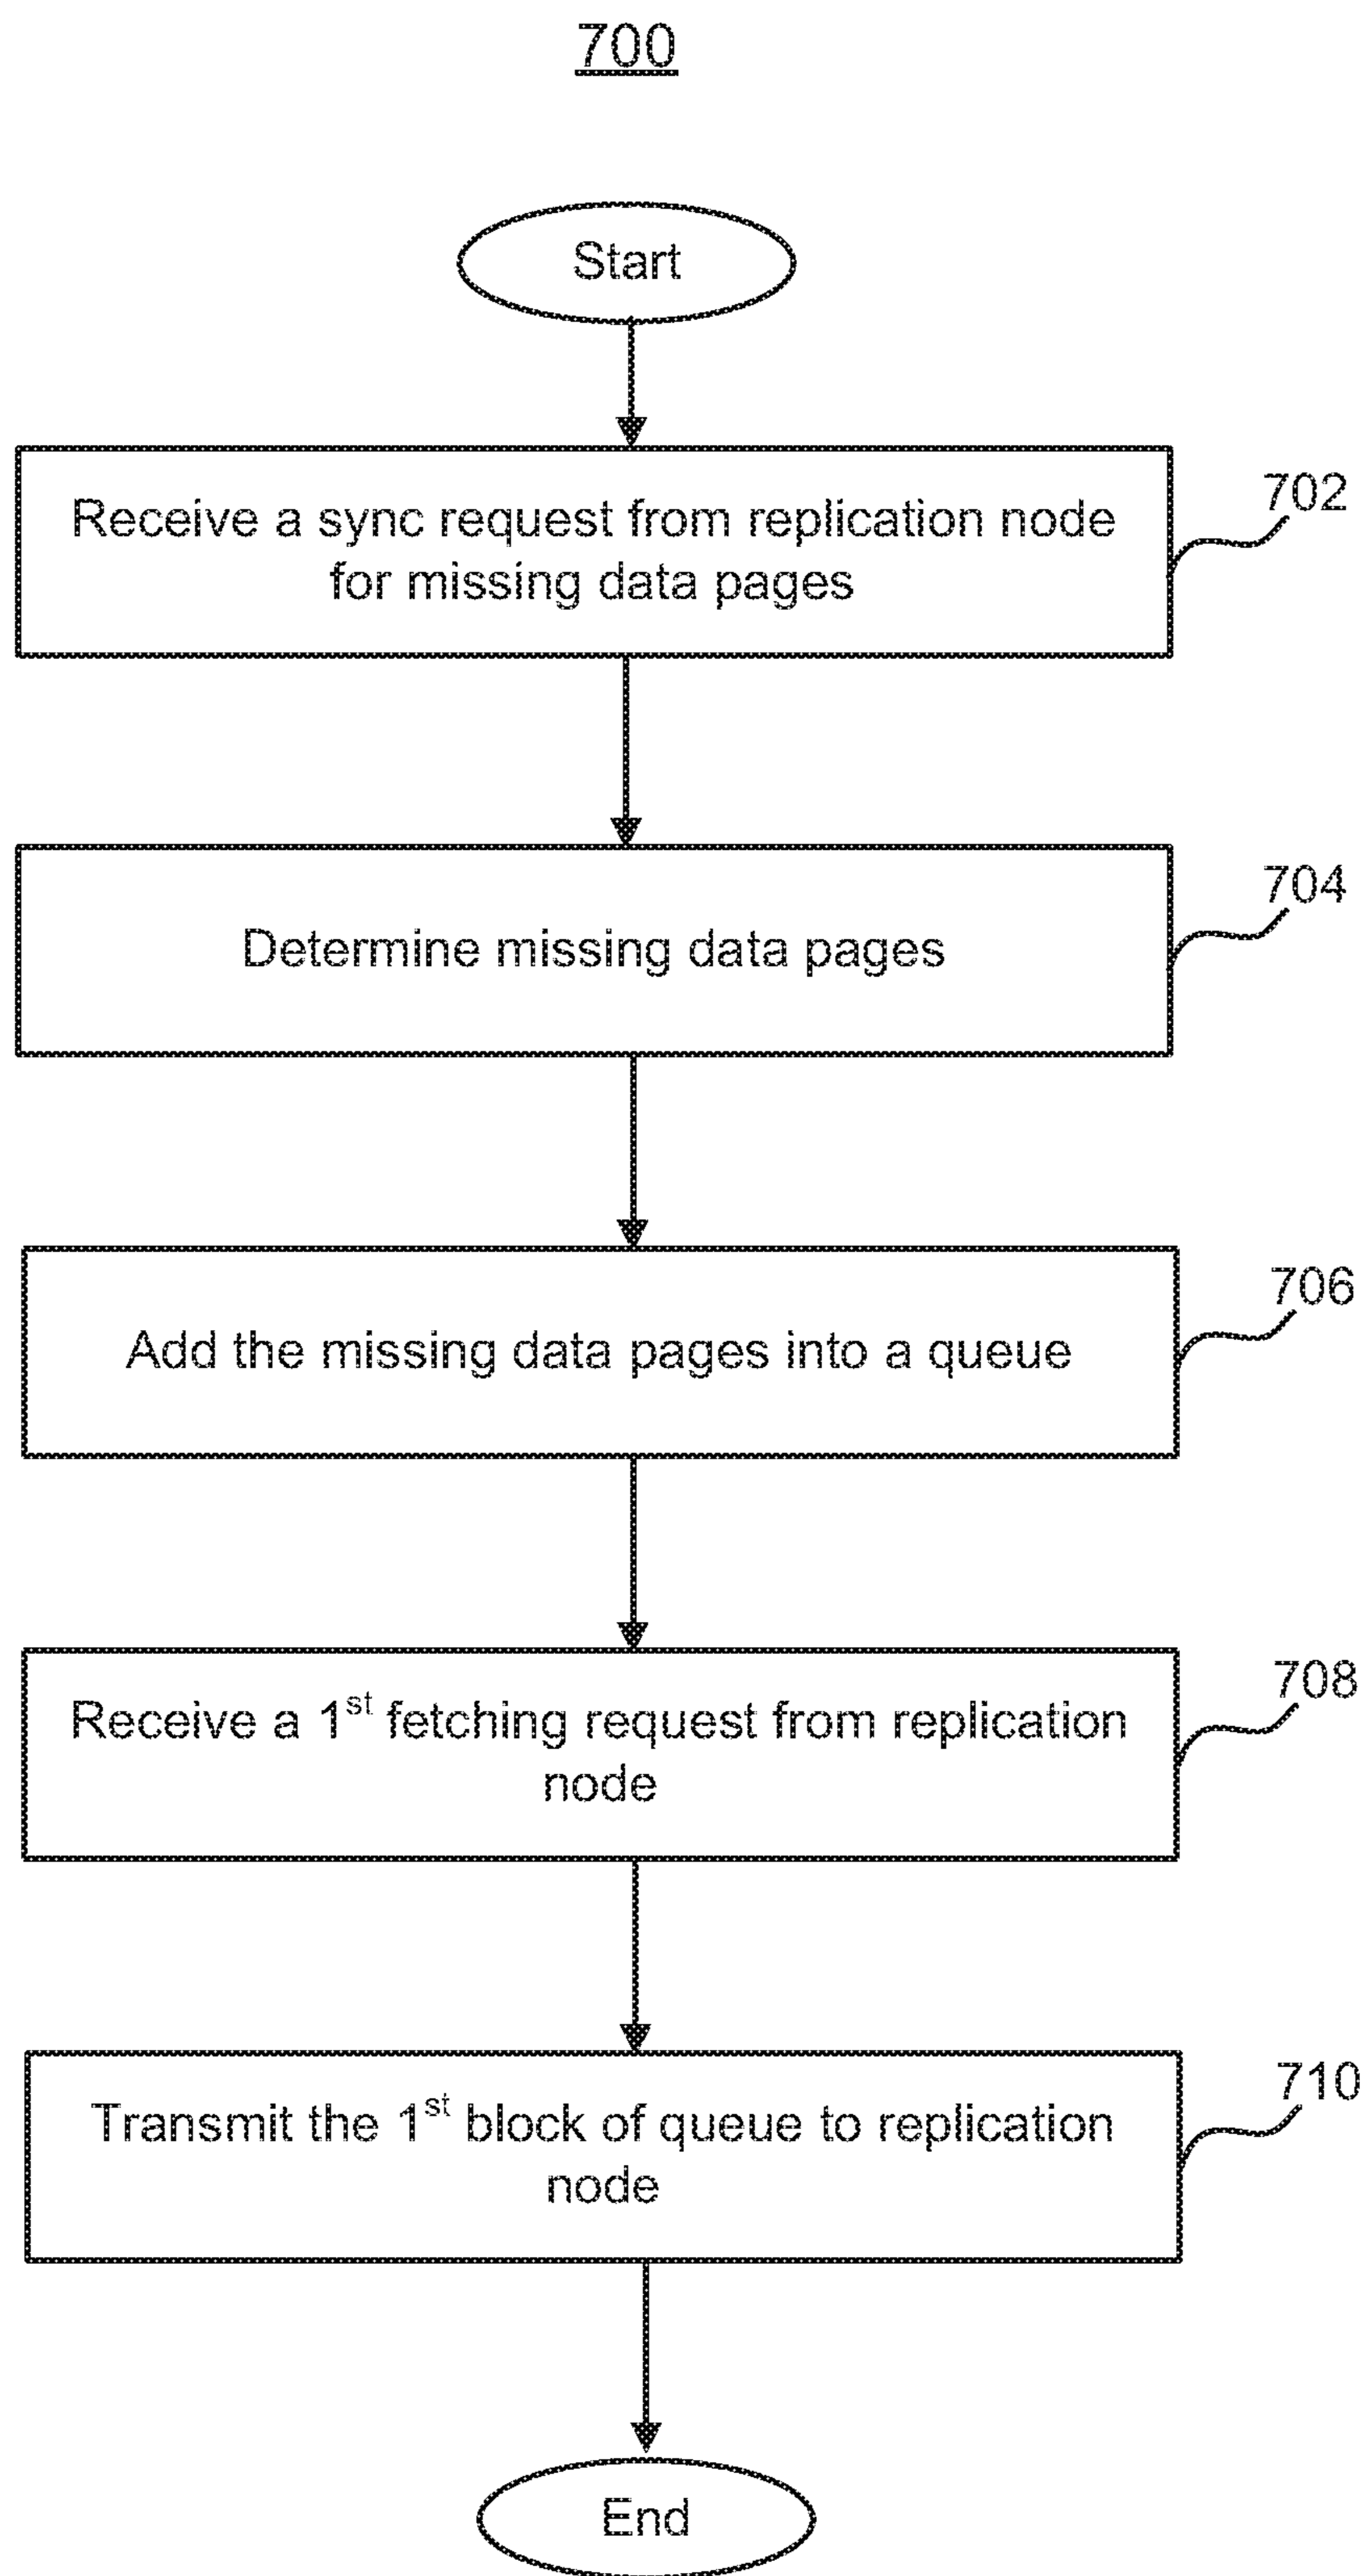 700
Start
Receive a sync request from replication node
for missing data pages
702
Determine missing data pages
704
Add the missing data pages into a queue
706
Receive a 1st fetching request from replication
node
708
Transmit the 1st block of queue to replication
node
710
End